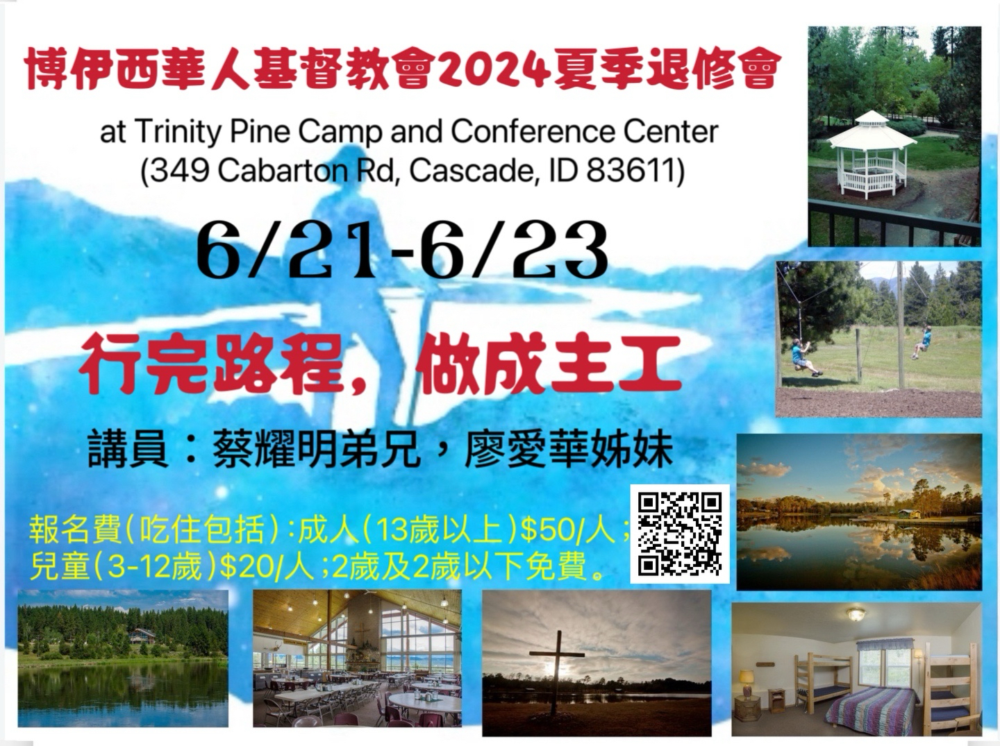 博伊西華人基督教會2024夏季退修會
at Trinity Pine Camp and Conference Center
(349 Cabarton Rd, Cascade, ID 83611)
6/21-6/23
行完路程，做成主工
講員：蔡耀明弟兄，廖愛華姊妹
報名費(吃住包括):成人(13歲以上)$50/人;
兒童(3-12歲)$20/人;2歲及2歲以下免費。